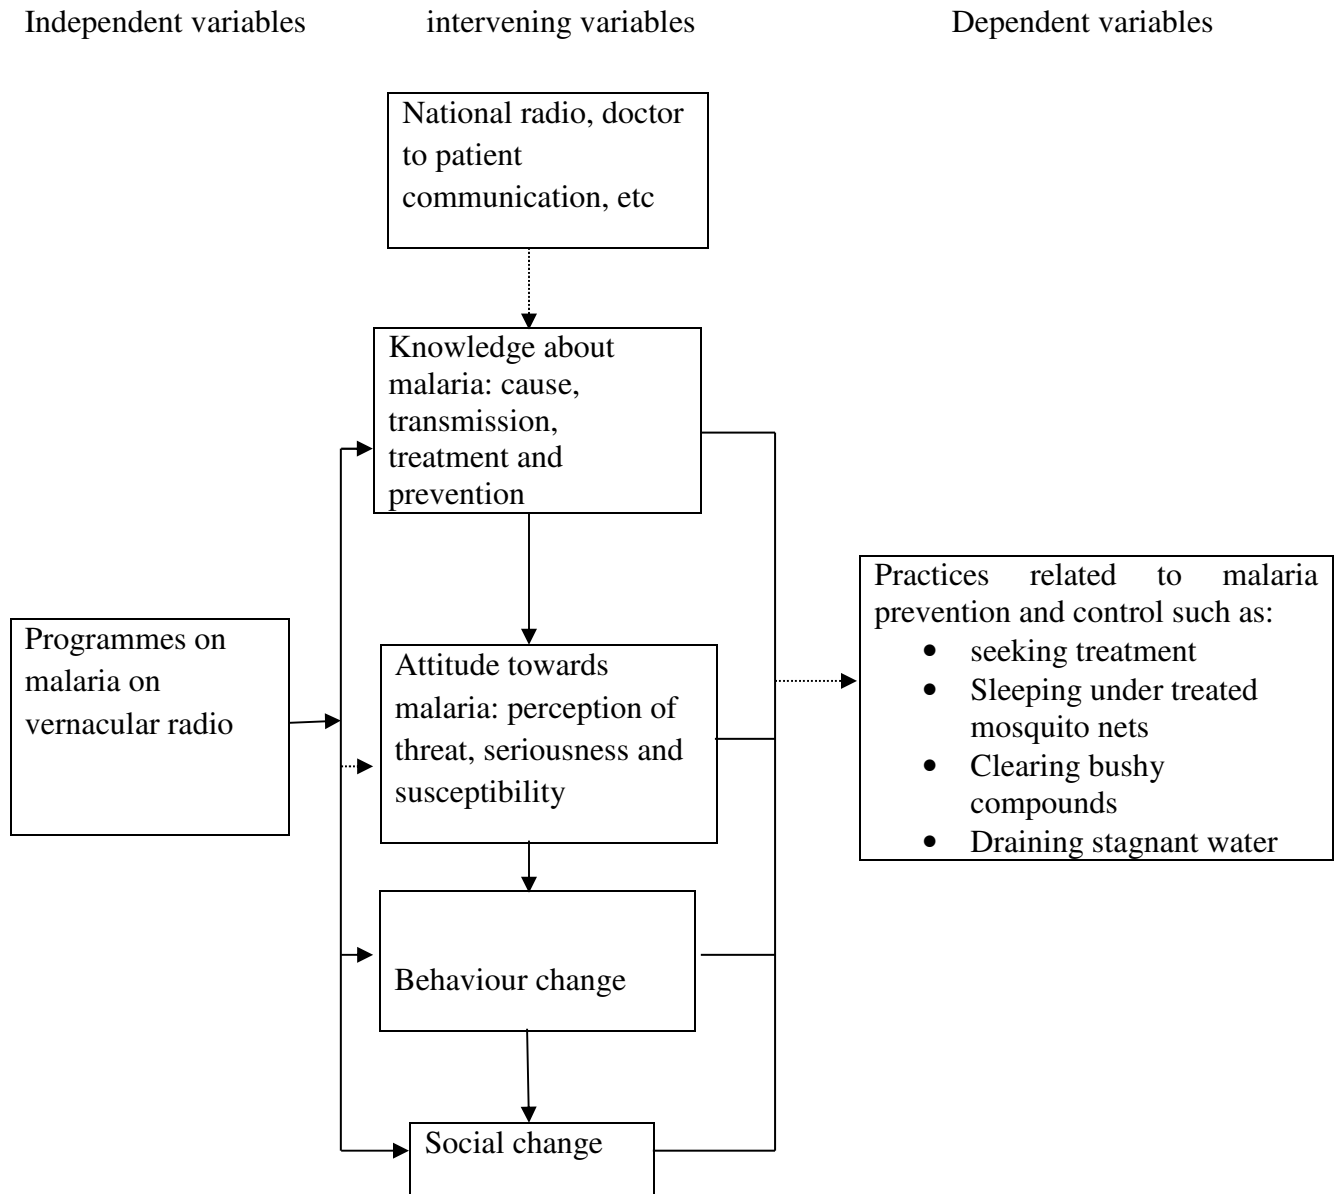 Independent variables
intervening variables
Dependent variables
National radio, doctor
to patient
communication, etc
Knowledge about
malaria: cause,
transmission,
treatment and
prevention
Programmes on
malaria on
vernacular radio
Attitude towards
malaria: perception of
threat, seriousness and
susceptibility
Behaviour change
Social change
Practices related to malaria
prevention and control such as:
• seeking treatment
• Sleeping under treated
mosquito nets
• Clearing bushy
compounds
• Draining stagnant water